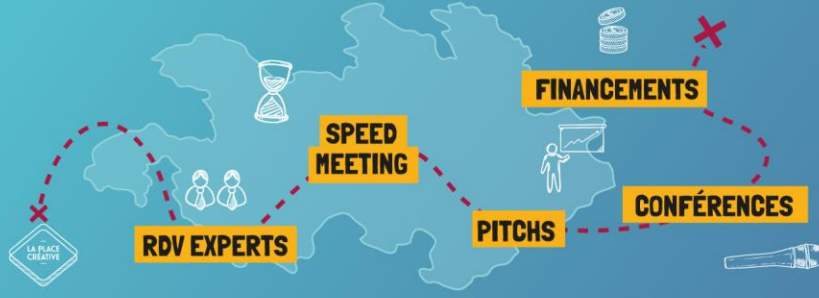 LA PLACE
CRÉATIVE
RDV EXPERTS
SPEED
MEETING
PITCHS
CONFÉRENCES
FINANCEMENTS